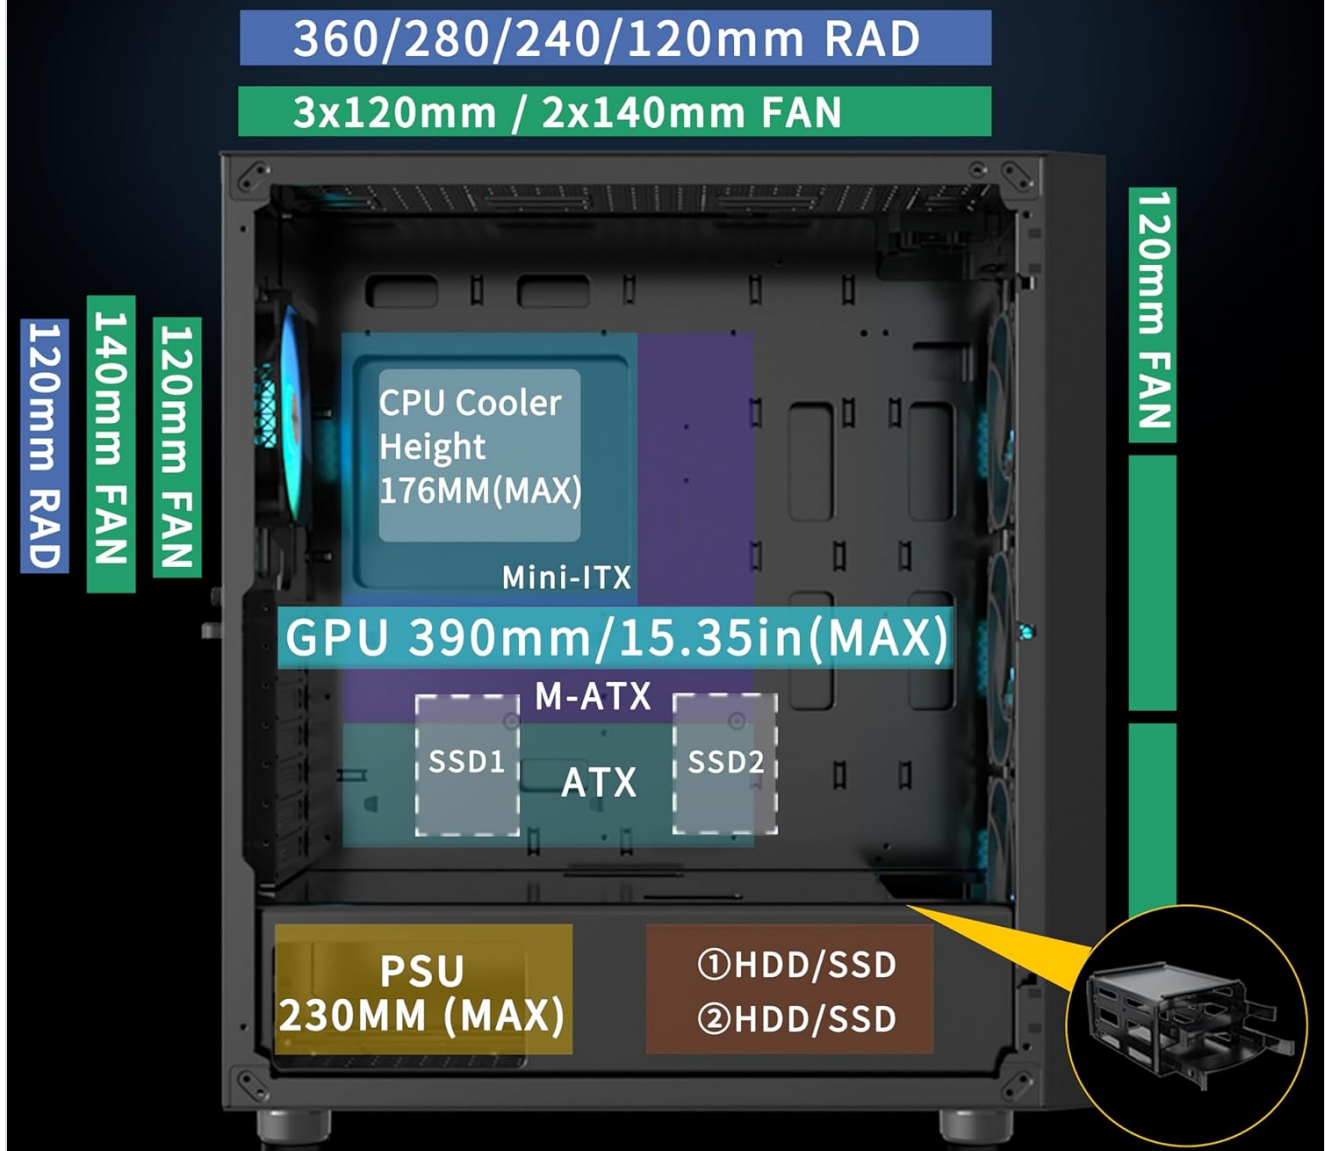 360/280/240/120mm RAD
3x120mm / 2x140mm FAN
120mm RAD
140mm FAN
120mm FAN
120mm FAN
CPU Cooler
Height
176MM(MAX)
Mini-ITX
GPU 390mm/15.35in(MAX)
M-ATX
SSD1
ATX
SSD2
PSU
230MM (MAX)
①HDD/SSD
②HDD/SSD